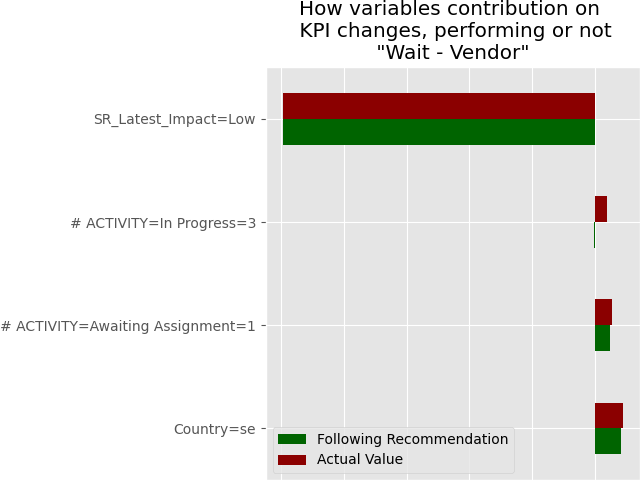 How variables contribution on
KPI changes, performing or not
"Wait - Vendor"
SR_Latest_Impact=Low
# ACTIVITY=In Progress=3
# ACTIVITY=Awaiting Assignment=1
Country=se
Following Recommendation
Actual Value